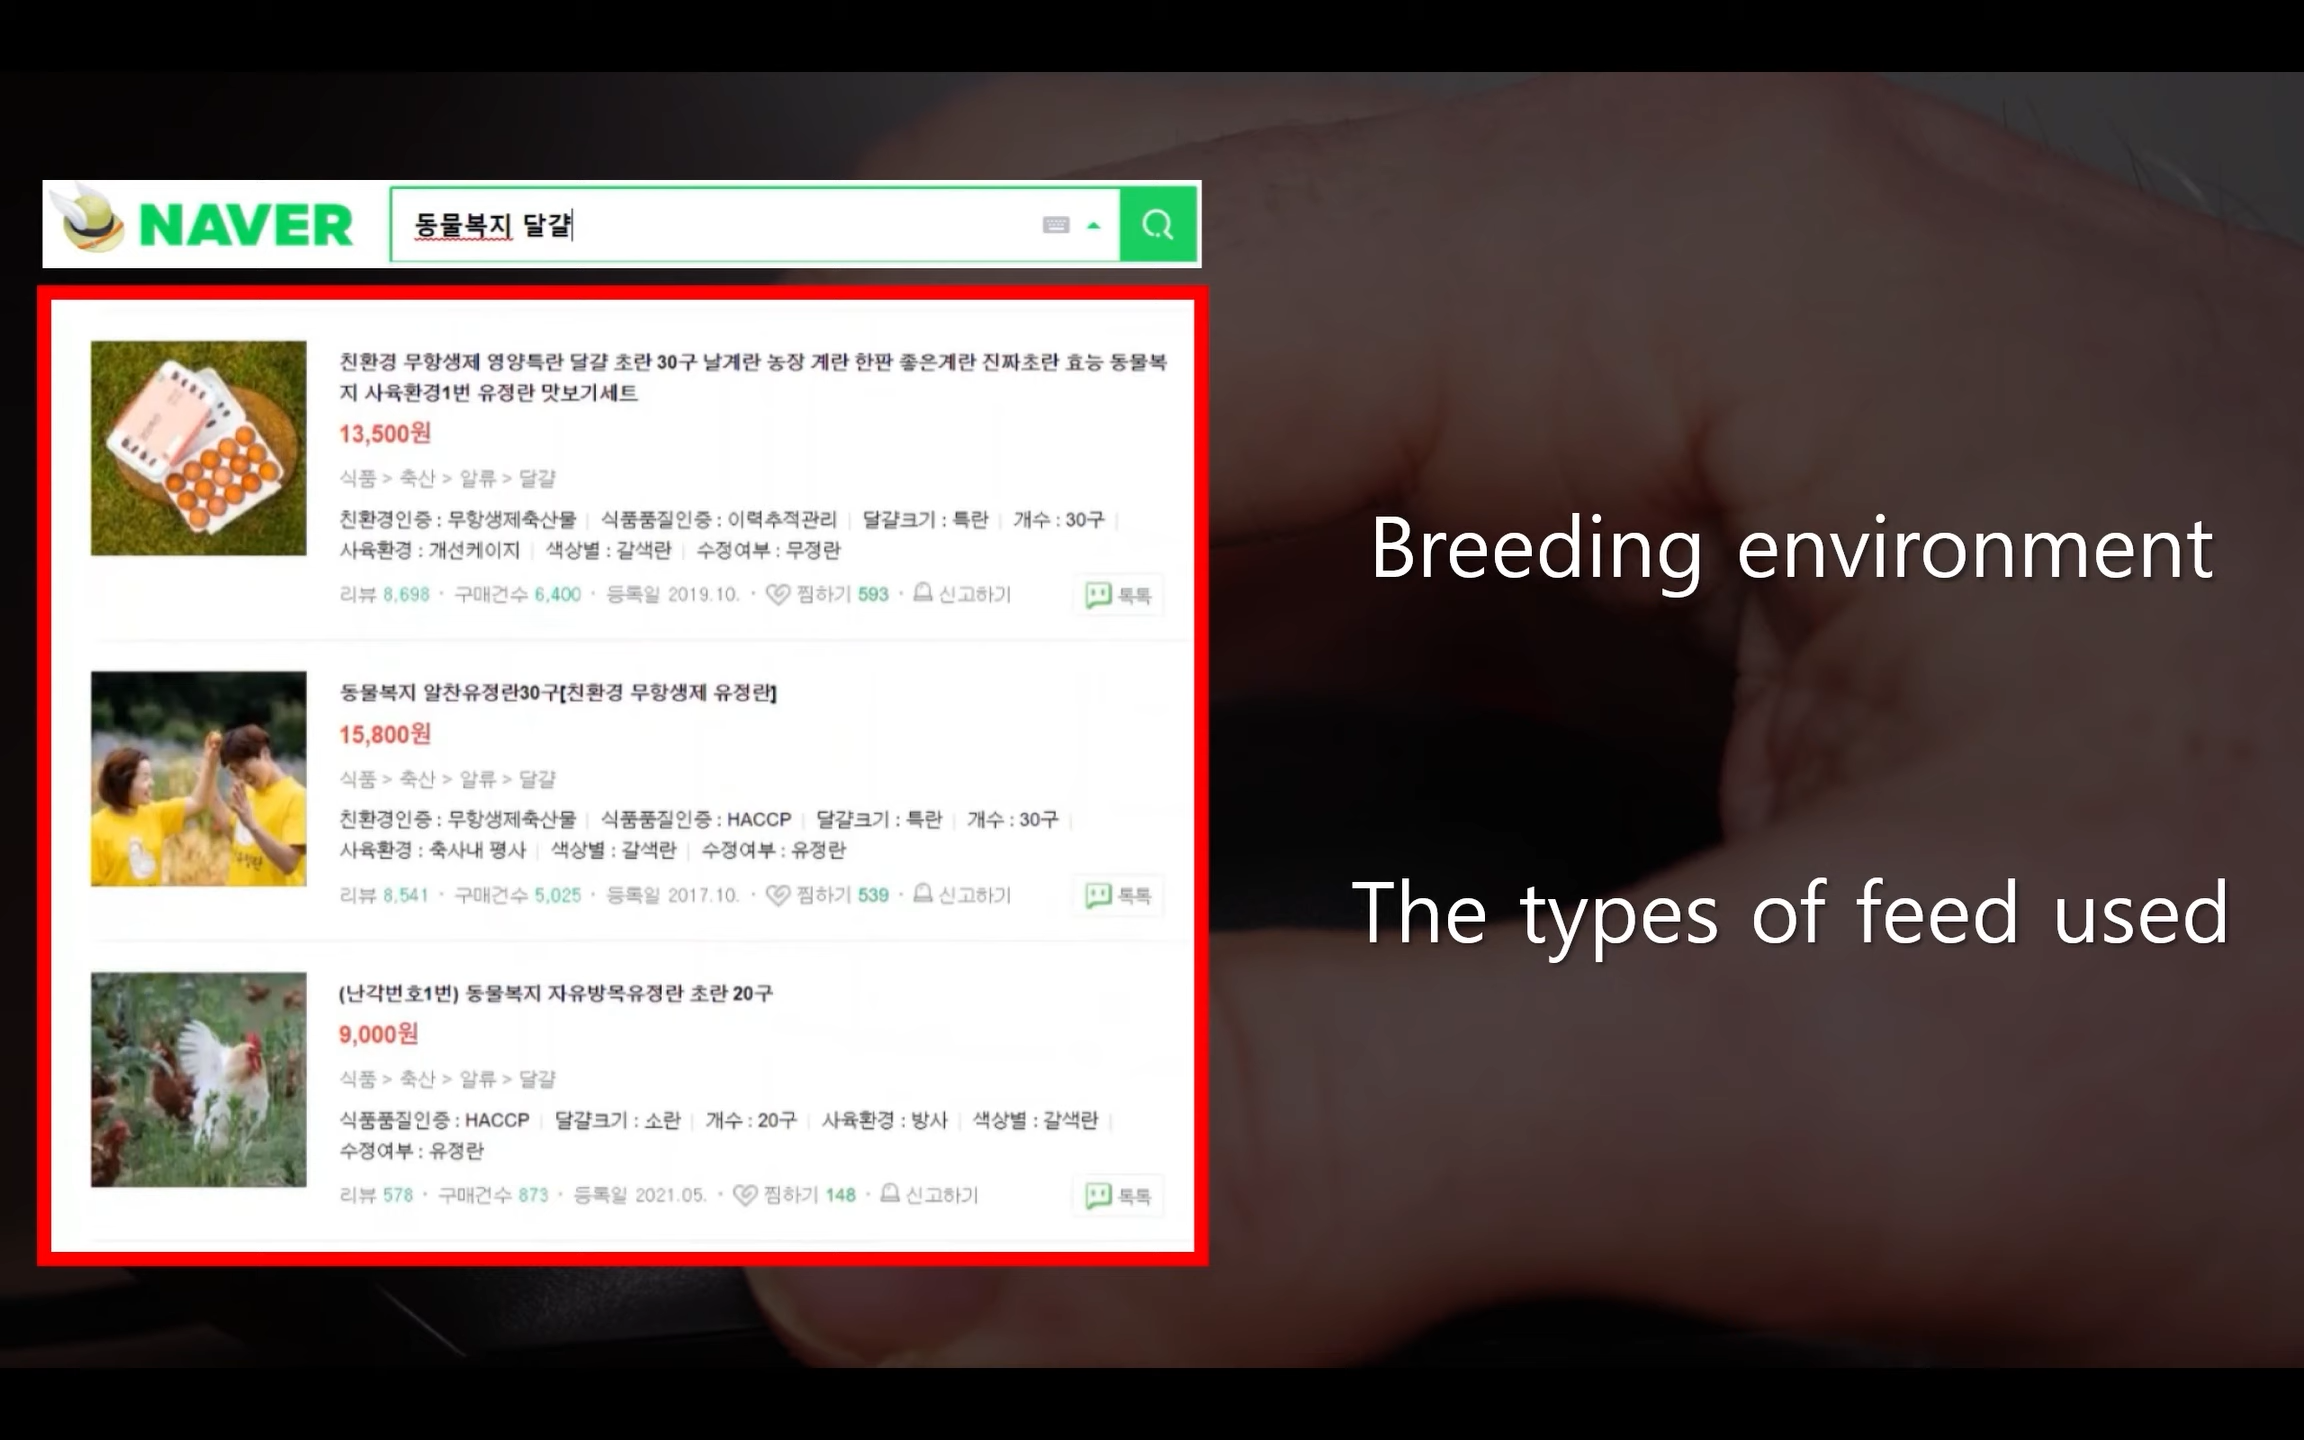 NAVER
동물복지 달걀
친환경 무항생제 영양특란 달걀 초란 30구 날계란 농장 계란 한판 좋은계란 진짜초란 효능 동물복
지 사육환경1번 유정란 맛보기세트
13,500원
식품 > 축산 > 알류 > 달걀
친환경인증 : 무항생제축산물 | 식품품질인증 : 이력추적관리 | 달걀크기 : 특란 | 개수 : 30구 |
사육환경 : 개선케이지 | 색상별 : 갈색란 | 수정여부 : 무정란
리뷰 8,698 · 구매건수 6,400 · 등록일 2019.10. · 찜하기 593 · 신고하기 톡톡
동물복지 알찬유정란30구[친환경 무항생제 유정란]
15,800원
식품 > 축산 > 알류 > 달걀
친환경인증 : 무항생제축산물 | 식품품질인증 : HACCP | 달걀크기 : 특란 | 개수 : 30구 |
사육환경 : 축사내 평사 | 색상별 : 갈색란 | 수정여부 : 유정란
리뷰 8,541 · 구매건수 5,025 · 등록일 2017.10. · 찜하기 539 · 신고하기 톡톡
(난각번호1번) 동물복지 자유방목유정란 초란 20구
9,000원
식품 > 축산 > 알류 > 달걀
식품품질인증 : HACCP | 달걀크기 : 소란 | 개수 : 20구 | 사육환경 : 방사 | 색상별 : 갈색란 |
수정여부 : 유정란
리뷰 578 · 구매건수 873 · 등록일 2021.05. · 찜하기 148 · 신고하기 톡톡
Breeding environment
The types of feed used